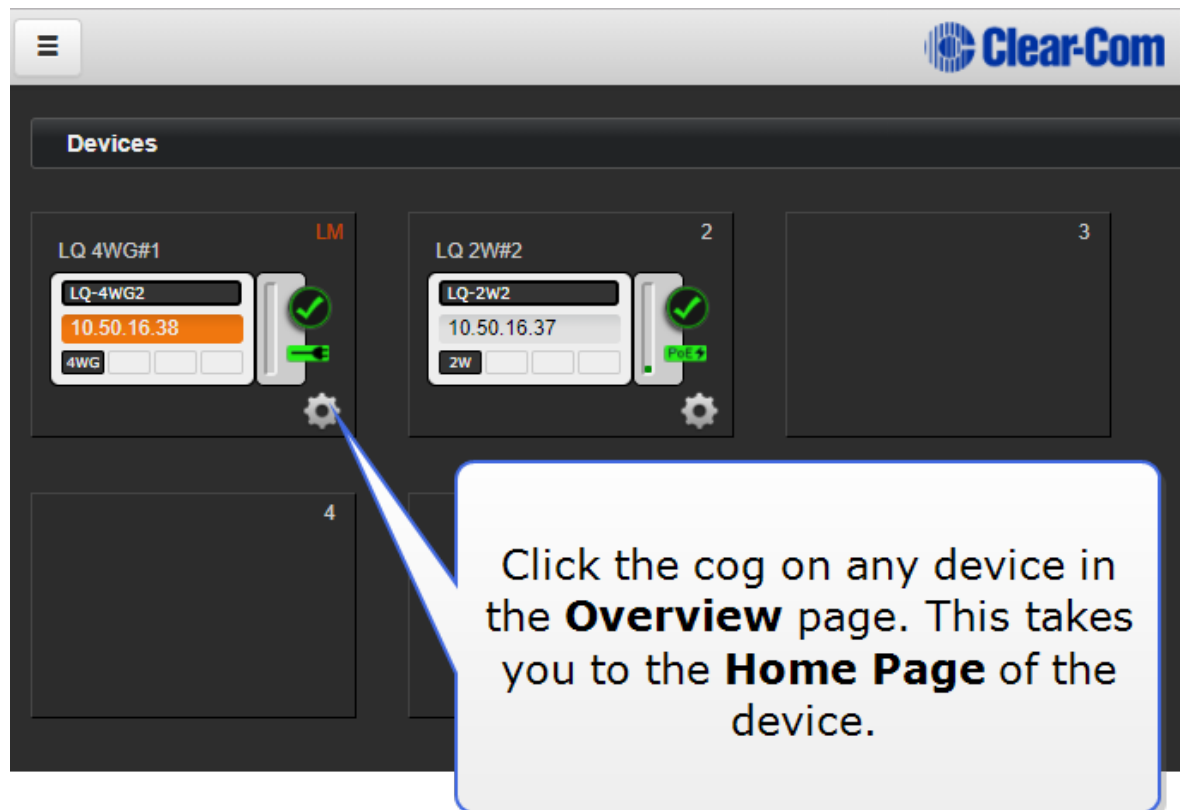 Clear-Com
Devices
LM
LQ 4WG#1
LQ-4WG2
10.50.16.38
4WG
2
LQ 2W#2
LQ-2W2
10.50.16.37
2W
PoE
3
4
Click the cog on any device in
the Overview page. This takes
you to the Home Page of the
device.